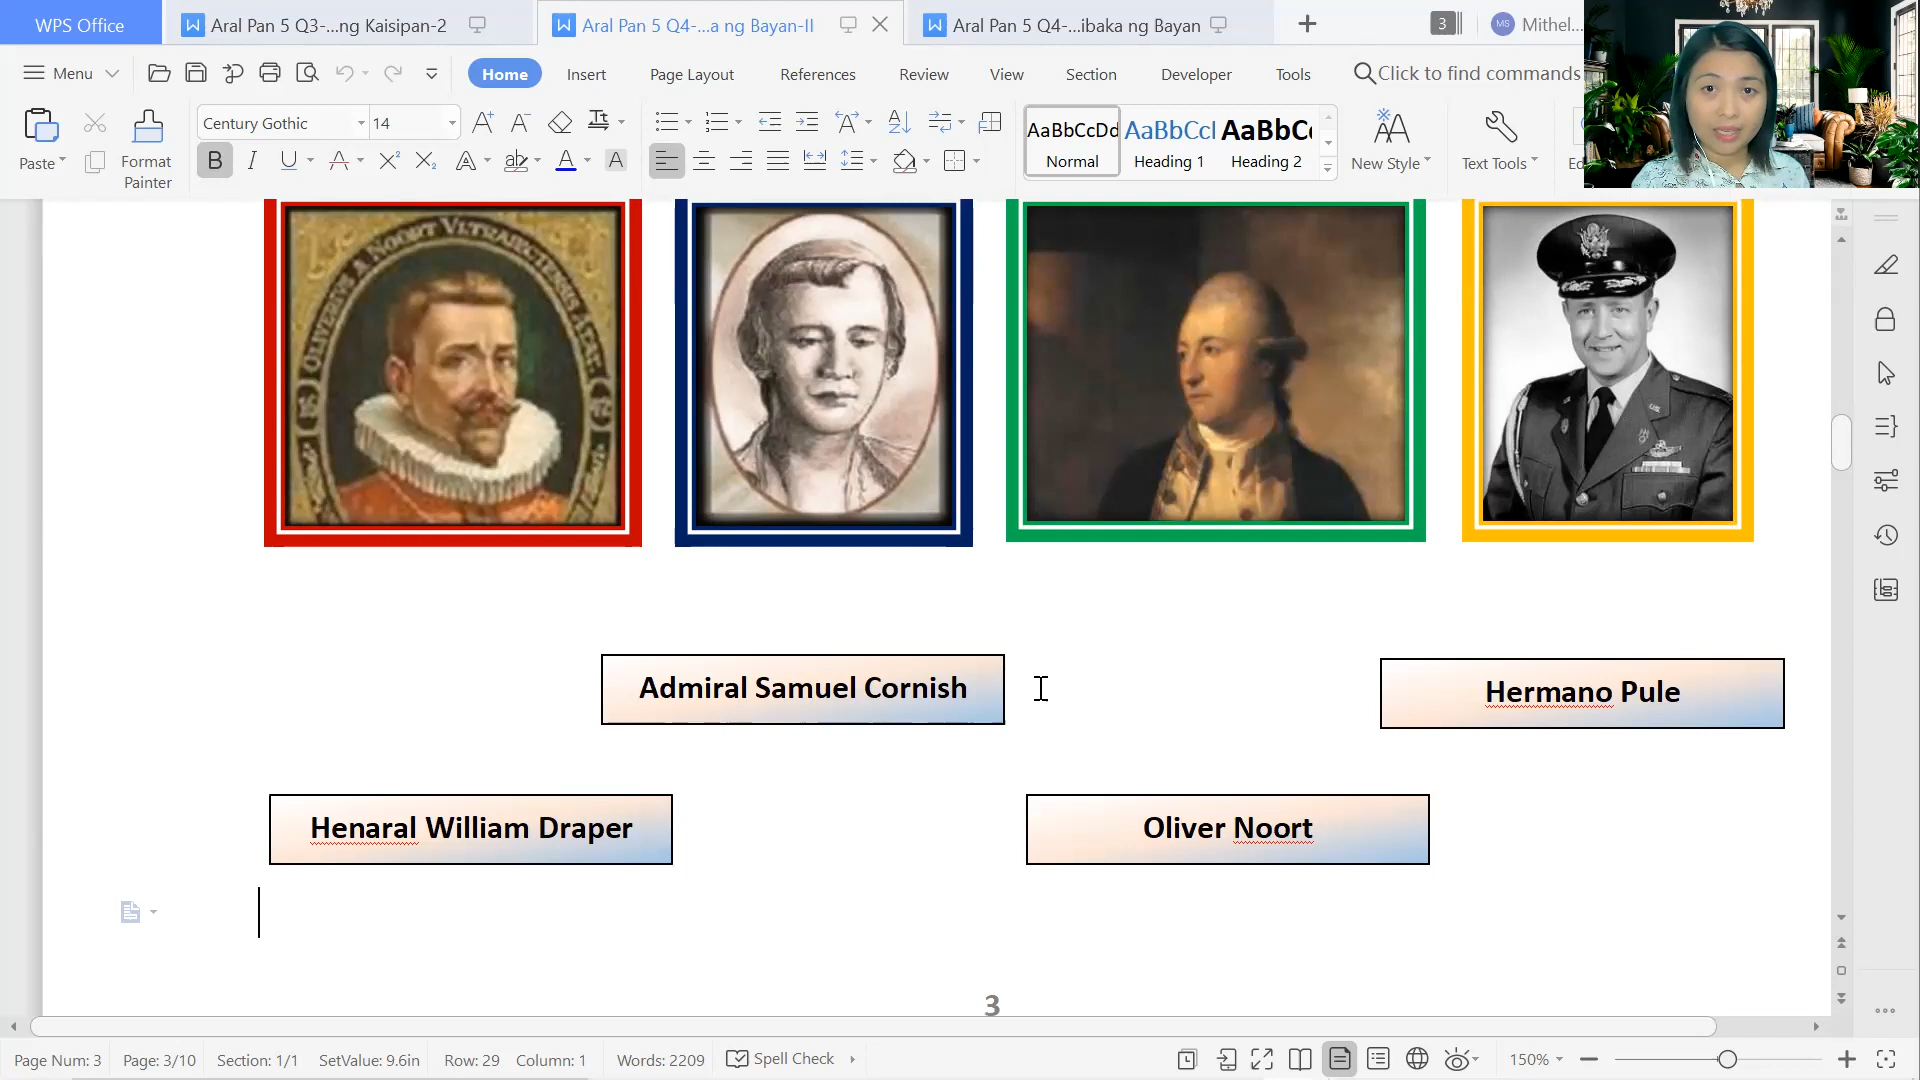 WPS Office
Aral Pan 5 Q3-...ng Kaisipan-2
Aral Pan 5 Q4-...a ng Bayan-II
Aral Pan 5 Q4-...ibaka ng Bayan
3
MS
Mithel...
Menu
Home
Insert
Page Layout
References
Review
View
Section
Developer
Tools
Click to find commands
Paste
Format
Painter
Century Gothic
14
AaBbCcDd
Normal
AaBbCcI
Heading 1
AaBbCc
Heading 2
New Style
Text Tools
Admiral Samuel Cornish
Hermano Pule
Henaral William Draper
Oliver Noort
3
Page Num: 3
Page: 3/10
Section: 1/1
SetValue: 9.6in
Row: 29
Column: 1
Words: 2209
Spell Check
150%